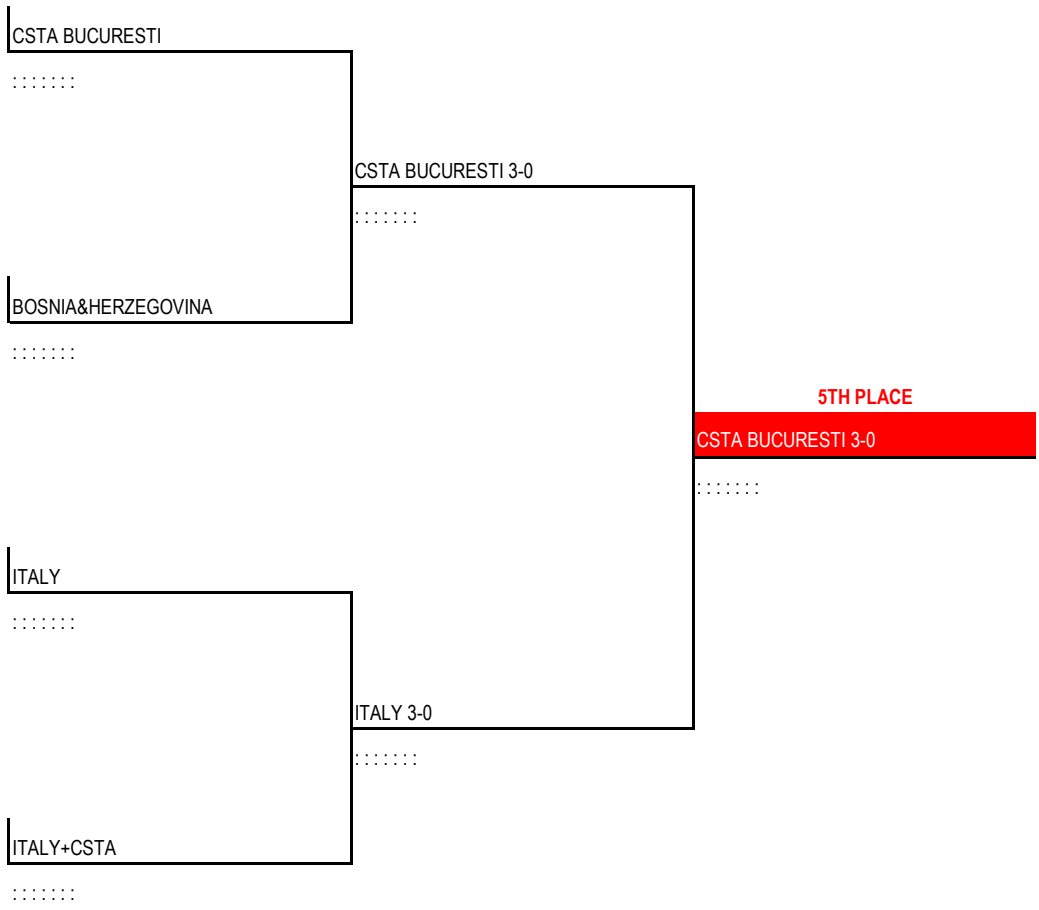 CSTA BUCURESTI
: : : : : : :
CSTA BUCURESTI 3-0
: : : : : : :
BOSNIA&HERZEGOVINA
: : : : : : :
5TH PLACE
CSTA BUCURESTI 3-0
: : : : : : :
ITALY
: : : : : : :
ITALY 3-0
: : : : : : :
ITALY+CSTA
: : : : : : :